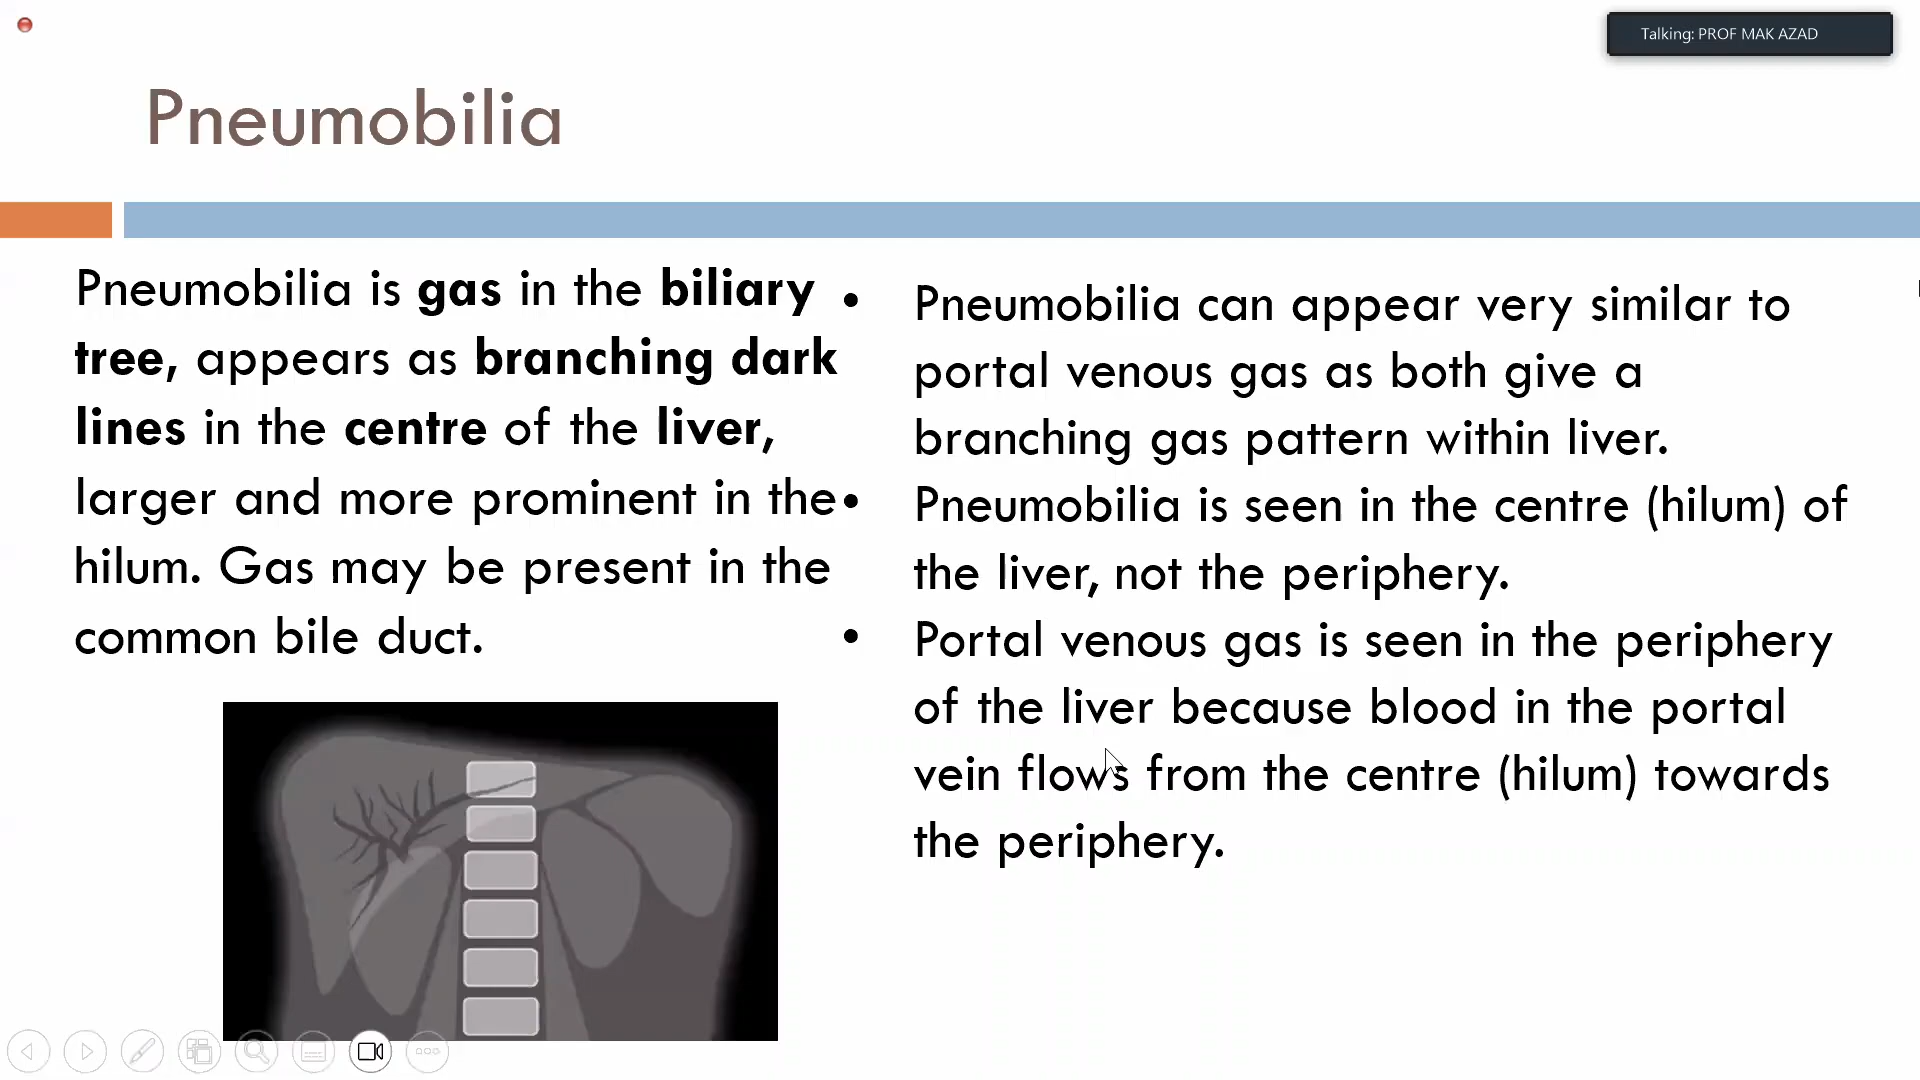 Talking: PROF MAK AZAD
Pneumobilia
Pneumobilia is gas in the biliary
tree, appears as branching dark
lines in the centre of the liver,
larger and more prominent in the
hilum. Gas may be present in the
common bile duct.
• Pneumobilia can appear very similar to
portal venous gas as both give a
branching gas pattern within liver.
• Pneumobilia is seen in the centre (hilum) of
the liver, not the periphery.
• Portal venous gas is seen in the periphery
of the liver because blood in the portal
vein flows from the centre (hilum) towards
the periphery.